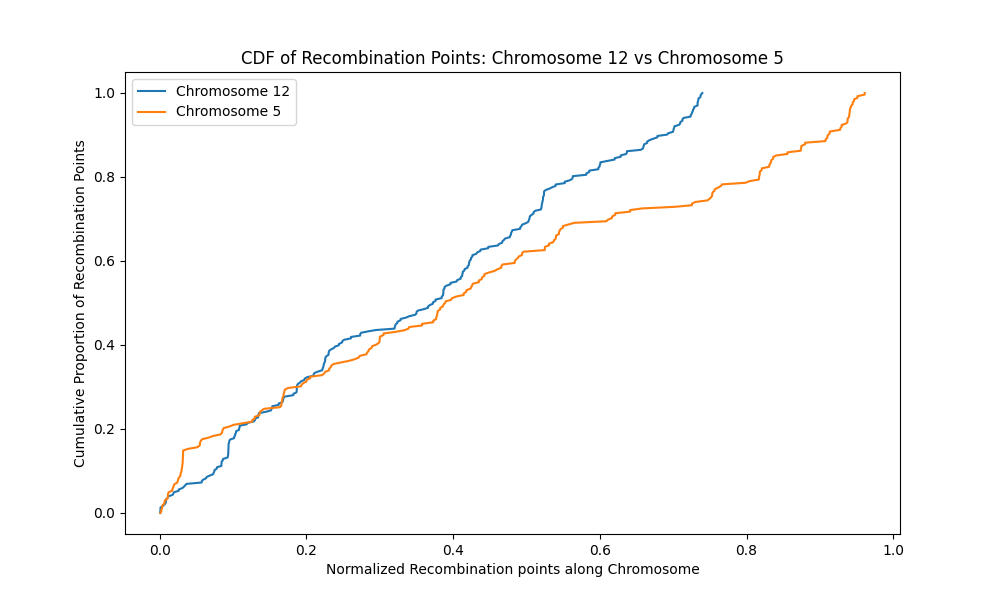 CDF of Recombination Points: Chromosome 12 vs Chromosome 5
Chromosome 12
Chromosome 5
Cumulative Proportion of Recombination Points
1.0
0.8
0.6
0.4
0.2
0.0
0.0 0.2 0.4 0.6 0.8 1.0
Normalized Recombination points along Chromosome